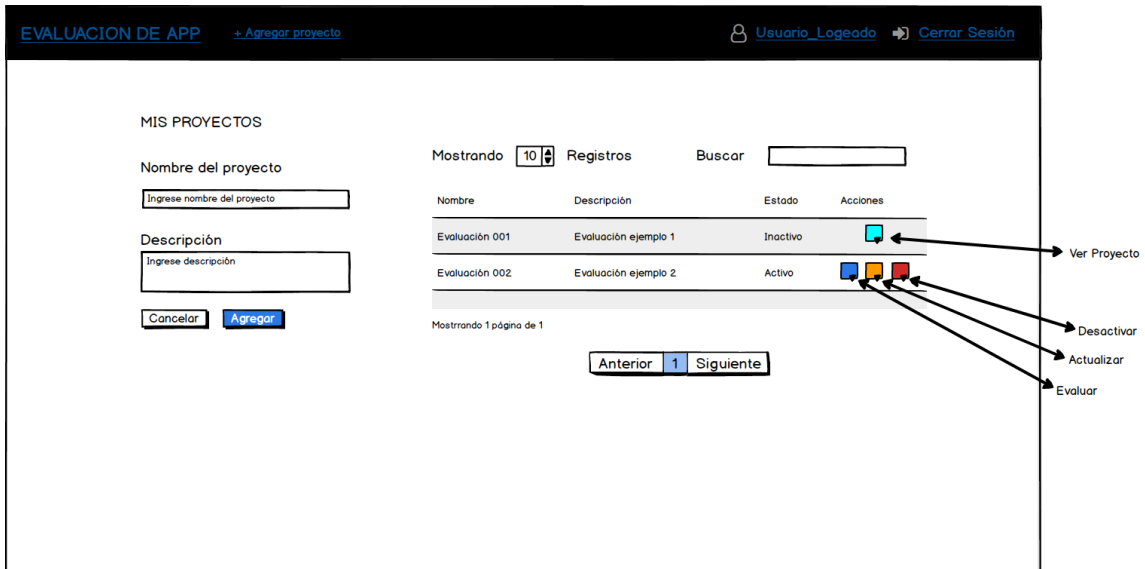 EVALUACION DE APP + Agregar proyecto Usuario_Logeado Cerrar Sesión
MIS PROYECTOS
Nombre del proyecto
Ingrese nombre del proyecto
Descripción
Ingrese descripción
Cancelar Agregar
Mostrando 10 Registros Buscar
Nombre Descripción Estado Acciones
Evaluación 001 Evaluación ejemplo 1 Inactivo
Evaluación 002 Evaluación ejemplo 2 Activo
Mostrrando 1 página de 1
Anterior 1 Siguiente
Ver Proyecto
Desactivar
Actualizar
Evaluar